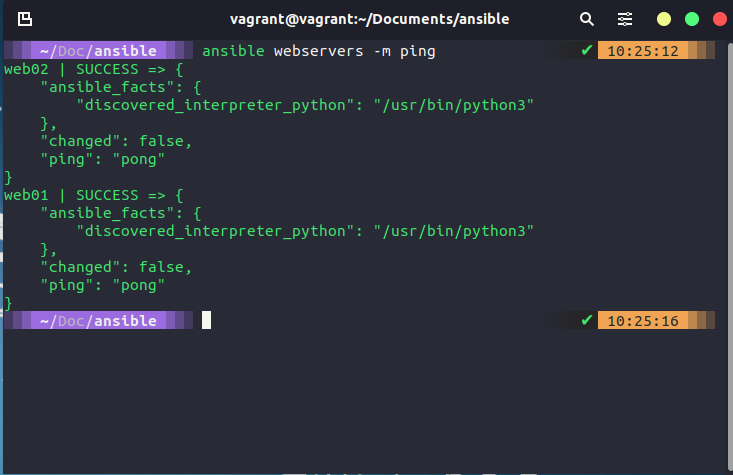 vagrant@vagrant:~/Documents/ansible
~/Doc/ansible ansible webservers -m ping ✔ 10:25:12
web02 | SUCCESS => {
    "ansible_facts": {
        "discovered_interpreter_python": "/usr/bin/python3"
    },
    "changed": false,
    "ping": "pong"
}
web01 | SUCCESS => {
    "ansible_facts": {
        "discovered_interpreter_python": "/usr/bin/python3"
    },
    "changed": false,
    "ping": "pong"
}
~/Doc/ansible ✔ 10:25:16